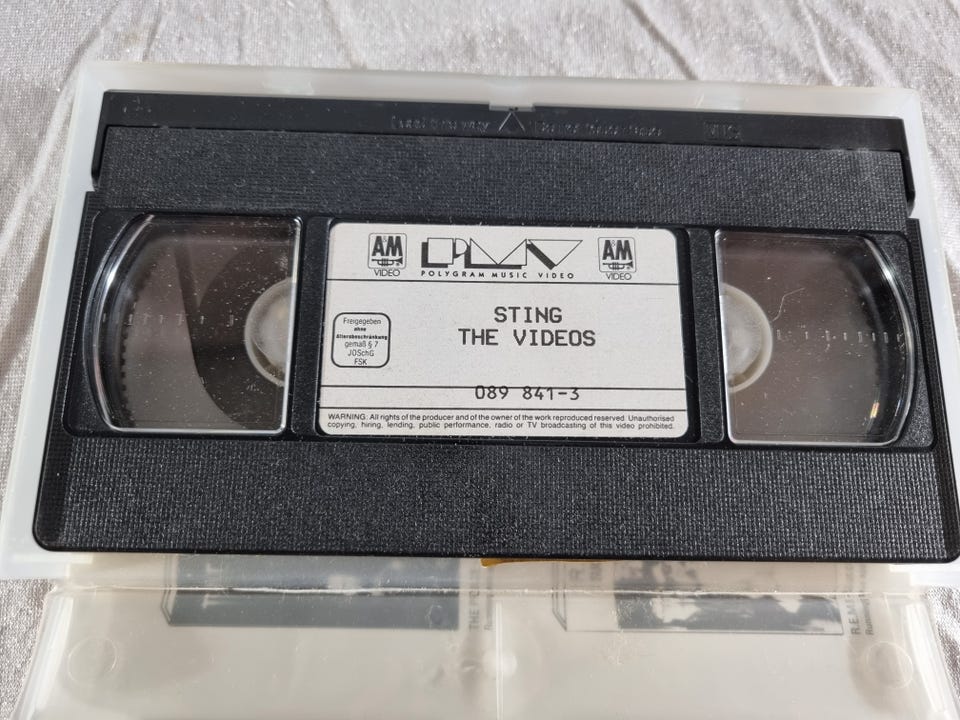 VHS
A&M
VIDEO
PMV
POLYGRAM MUSIC VIDEO
A&M
VIDEO
STING
THE VIDEOS
Freigegeben
ohne
Altersbeschränkung
gemäß § 7
JÖSchG
FSK
089 841-3
WARNING: All rights of the producer and of the owner of the work reproduced reserved. Unauthorised
copying, hiring, lending, public performance, radio or TV broadcasting of this video prohibited.